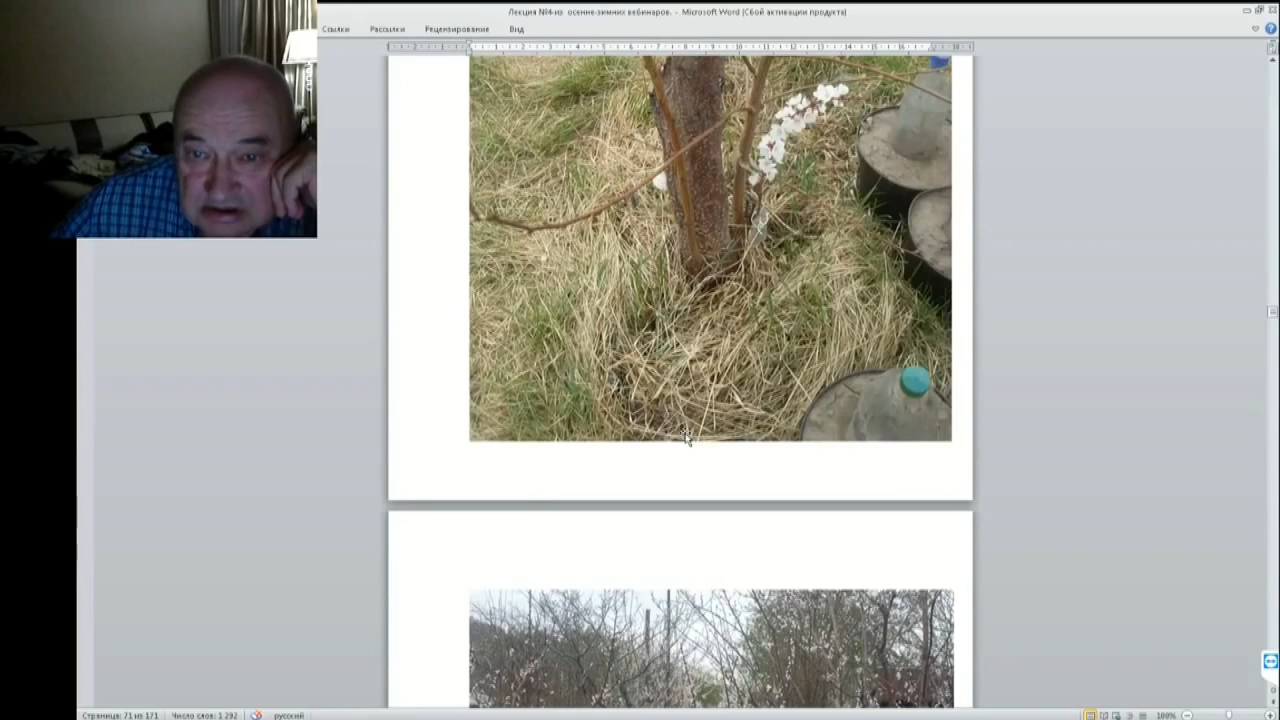 Лекция №4-из осенне-зимних вебинаров. - Microsoft Word (Сбой активации продукта)
Ссылки Рассылки Рецензирование Вид
Страница: 71 из 171 Число слов: 1 292 русский 100%